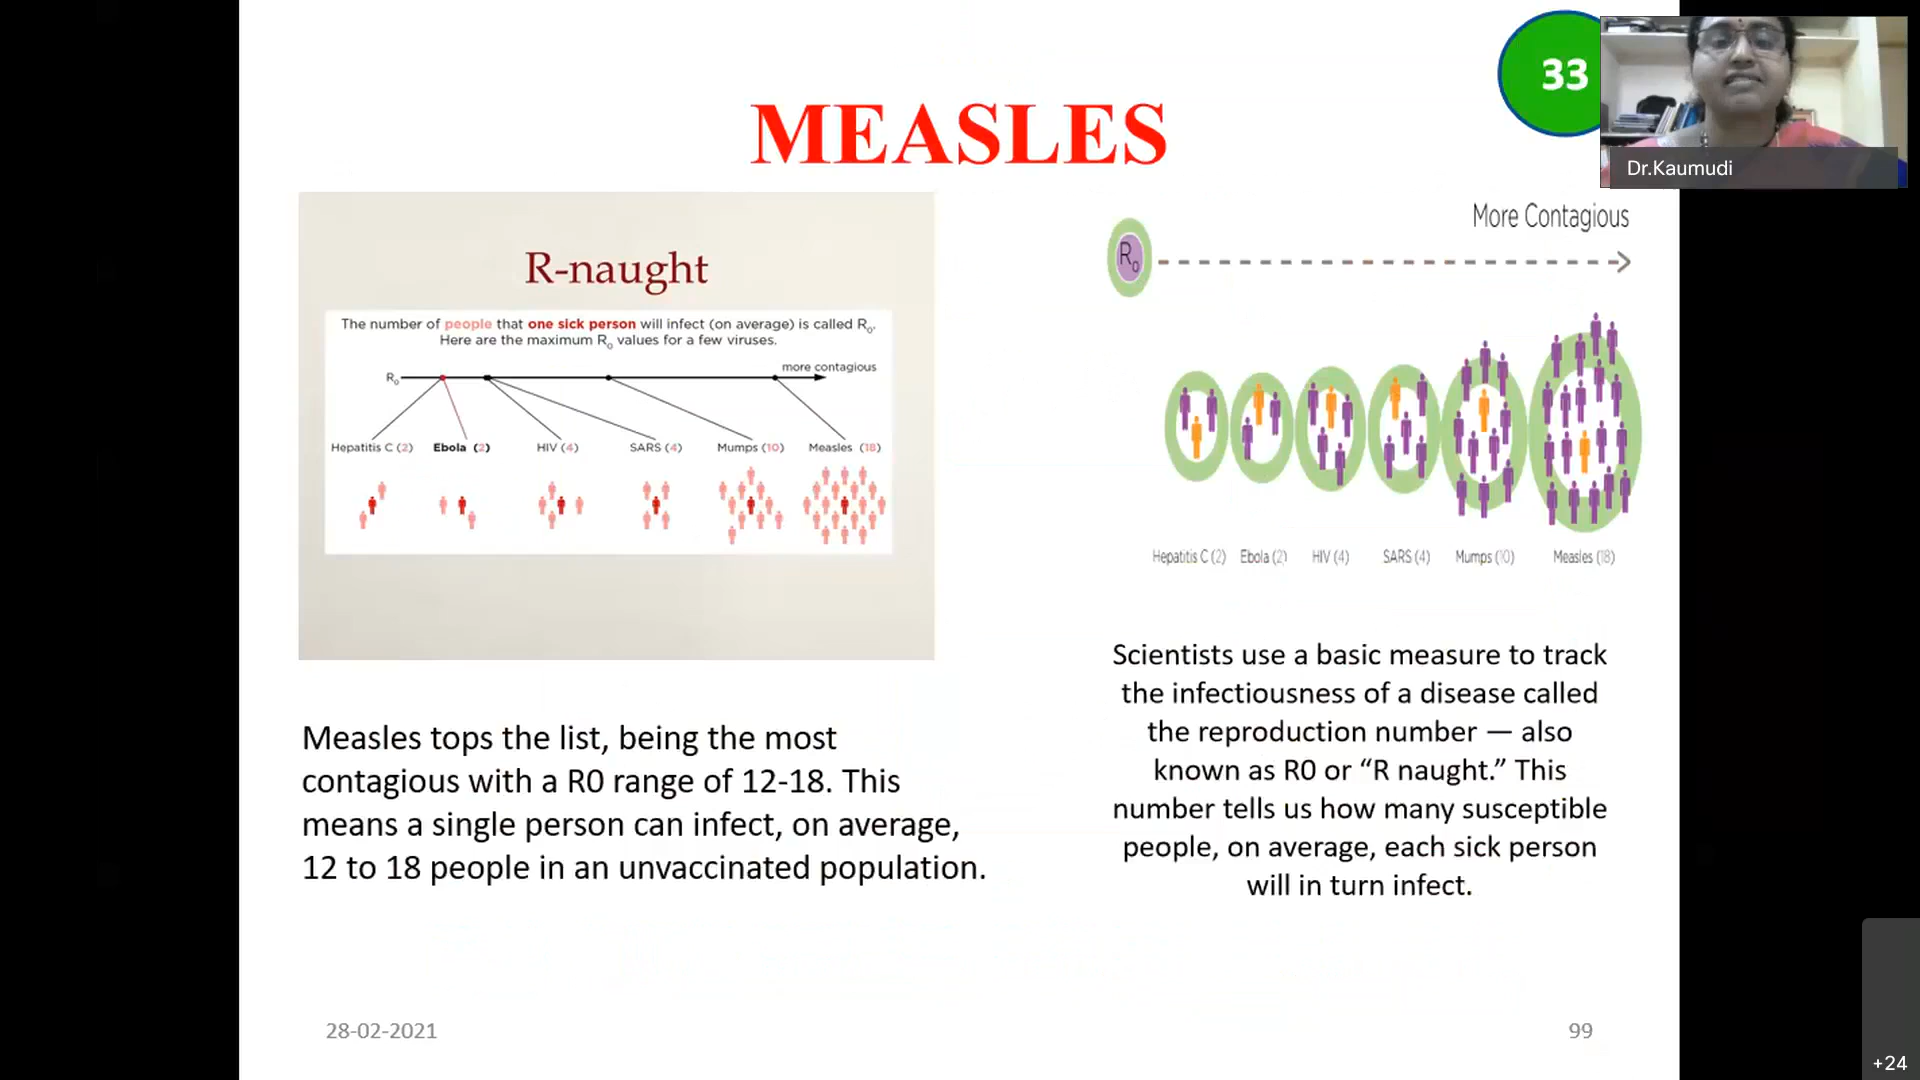 33
MEASLES
Dr.Kaumudi
R-naught
The number of people that one sick person will infect (on average) is called R₀.
Here are the maximum R₀ values for a few viruses.
more contagious
R₀
Hepatitis C (2) Ebola (2) HIV (4) SARS (4) Mumps (10) Measles (18)
More Contagious
R₀
Hepatitis C (2) Ebola (2) HIV (4) SARS (4) Mumps (10) Measles (18)
Measles tops the list, being the most
contagious with a R0 range of 12-18. This
means a single person can infect, on average,
12 to 18 people in an unvaccinated population.
Scientists use a basic measure to track
the infectiousness of a disease called
the reproduction number — also
known as R0 or “R naught.” This
number tells us how many susceptible
people, on average, each sick person
will in turn infect.
28-02-2021
99
+24